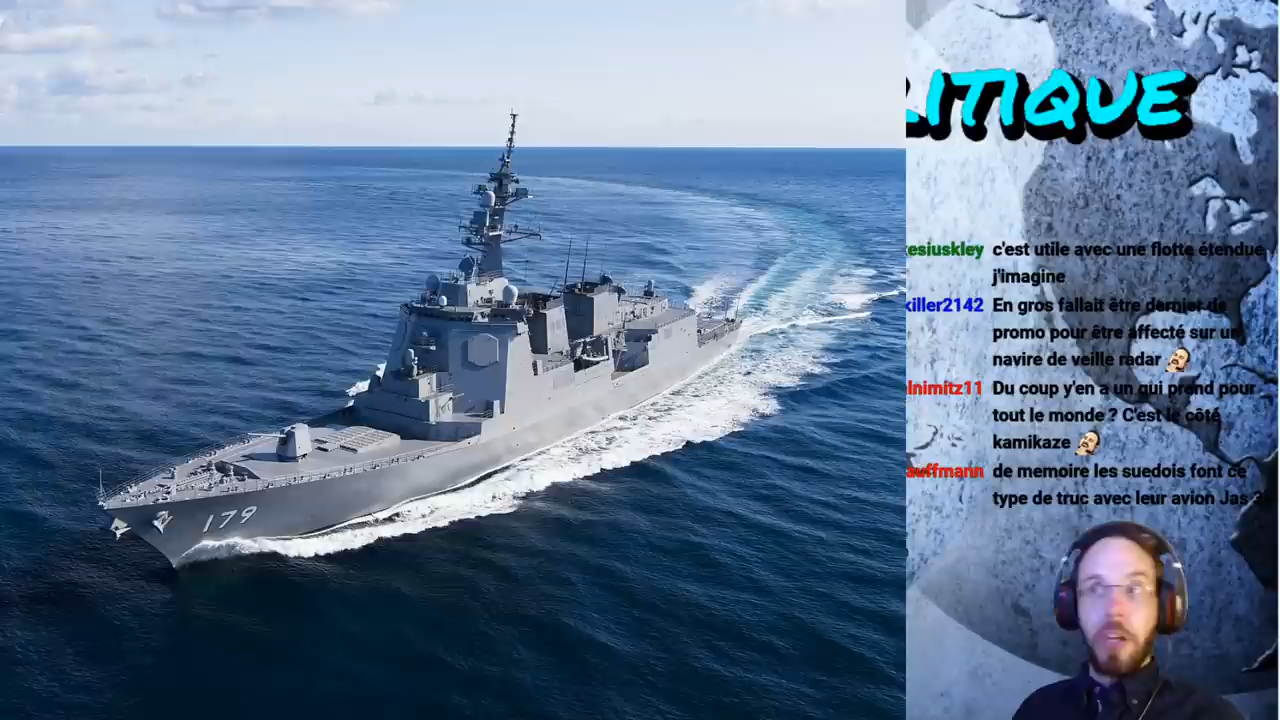 LITIQUE
esiuskley c'est utile avec une flotte étendue
j'imagine
killer2142 En gros fallait être dernier de
promo pour être affecté sur un
navire de veille radar
lnimitz11 Du coup y'en a un qui prend pour
tout le monde ? C'est le côté
kamikaze
auffmann de memoire les suedois font ce
type de truc avec leur avion Jas ?
179